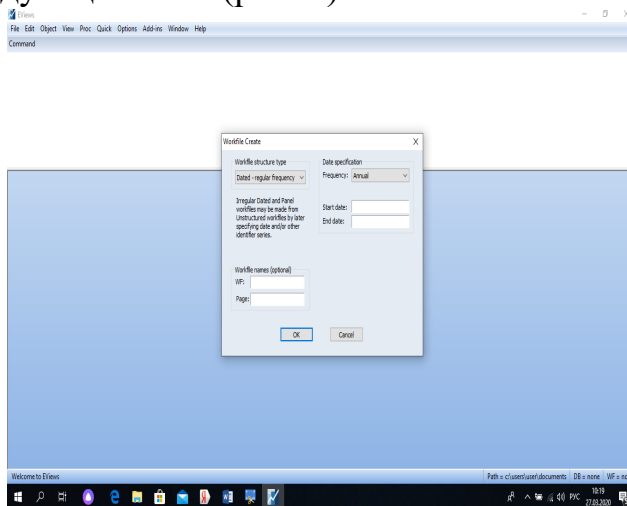 EViews
File Edit Object View Proc Quick Options Add-ins Window Help
Command
Workfile Create
Workfile structure type
Dated - regular frequency
Irregular Dated and Panel
workfiles may be made from
Unstructured workfiles by later
specifying date and/or other
identifier series.
Date specification
Frequency: Annual
Start date:
End date:
Workfile names (optional)
WF:
Page:
OK Cancel
Welcome to EViews Path = c:\users\user\documents DB = none WF =
РУС 10:19
27.03.2020